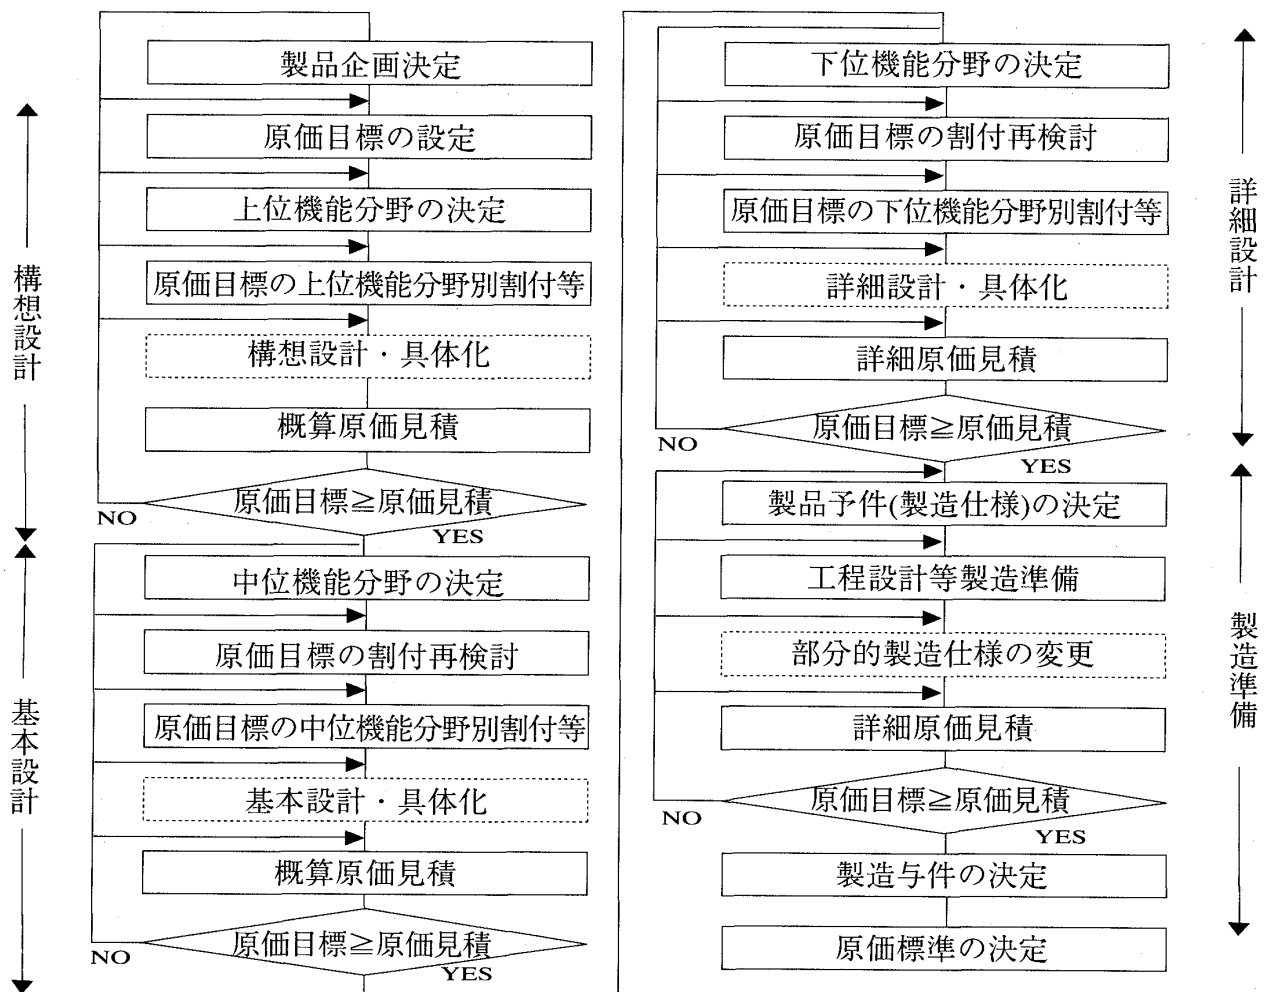 構想設計
製品企画決定
原価目標の設定
上位機能分野の決定
原価目標の上位機能分野別割付等
構想設計・具体化
概算原価見積
原価目標≧原価見積
NO
YES
基本設計
中位機能分野の決定
原価目標の割付再検討
原価目標の中位機能分野別割付等
基本設計・具体化
概算原価見積
原価目標≧原価見積
NO
YES
詳細設計
下位機能分野の決定
原価目標の割付再検討
原価目標の下位機能分野別割付等
詳細設計・具体化
詳細原価見積
原価目標≧原価見積
NO
YES
製造準備
製品予件(製造仕様)の決定
工程設計等製造準備
部分的製造仕様の変更
詳細原価見積
原価目標≧原価見積
NO
YES
製造与件の決定
原価標準の決定